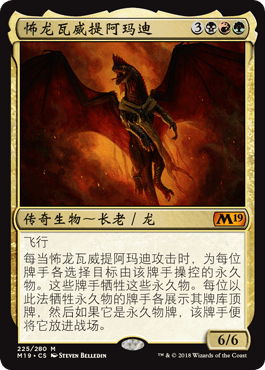 怖龙瓦威提阿玛迪 3
M19
传奇生物～长老／龙
飞行
每当怖龙瓦威提阿玛迪攻击时，为每位
牌手各选择目标由该牌手操控的永久
物。这些牌手牺牲这些永久物。每位以
此法牺牲永久物的牌手各展示其牌库顶
牌，然后如果它是永久物牌，该牌手便
将它放进战场。
6/6
225/280 M
M19 • CS STEVEN BELLEDIN
™ & © 2018 Wizards of the Coast